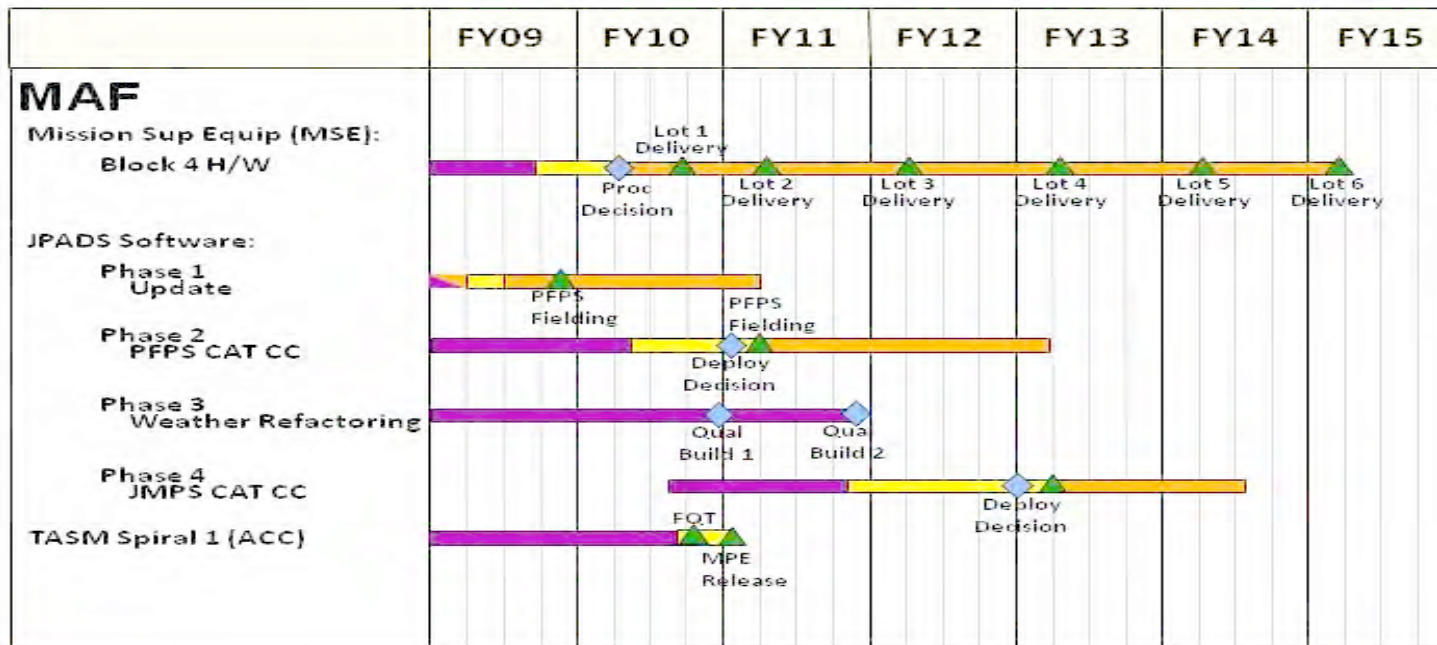 FY09 FY10 FY11 FY12 FY13 FY14 FY15
MAF
Mission Sup Equip (MSE):
Block 4 H/W
Lot 1
Delivery
Proc
Decision
Lot 2
Delivery
Lot 3
Delivery
Lot 4
Delivery
Lot 5
Delivery
Lot 6
Delivery
JPADS Software:
Phase 1
Update
PFPS
Fielding
Phase 2
PFPS CAT CC
PFPS
Fielding
Deploy
Decision
Phase 3
Weather Refactoring
Qual
Build 1
Qua
Build 2
Phase 4
JMPS CAT CC
Deploy
Decision
TASM Spiral 1 (ACC)
FQT
MPE
Release